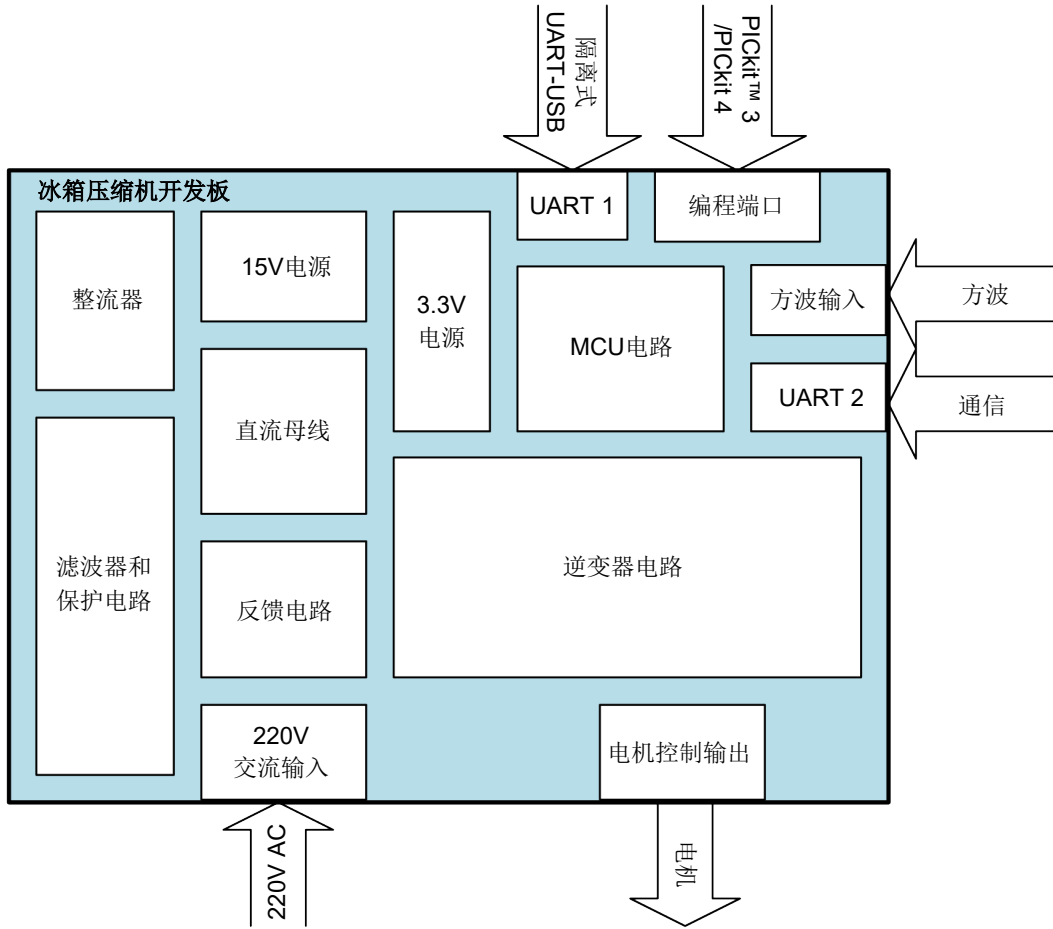 隔离式
UART-USB
PICkit™ 3
/PICkit 4
冰箱压缩机开发板
UART 1
编程端口
整流器
15V电源
3.3V
电源
MCU电路
方波输入
方波
UART 2
通信
直流母线
滤波器和
保护电路
反馈电路
逆变器电路
220V
交流输入
电机控制输出
220V AC
电机